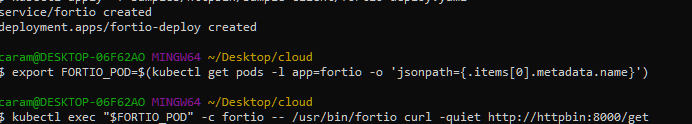 service/fortio created
deployment.apps/fortio-deploy created
caram@DESKTOP-06F62AO MINGW64 ~/Desktop/cloud
$ export FORTIO_POD=$(kubectl get pods -l app=fortio -o 'jsonpath={.items[0].metadata.name}')
caram@DESKTOP-06F62AO MINGW64 ~/Desktop/cloud
$ kubectl exec "$FORTIO_POD" -c fortio -- /usr/bin/fortio curl -quiet http://httpbin:8000/get